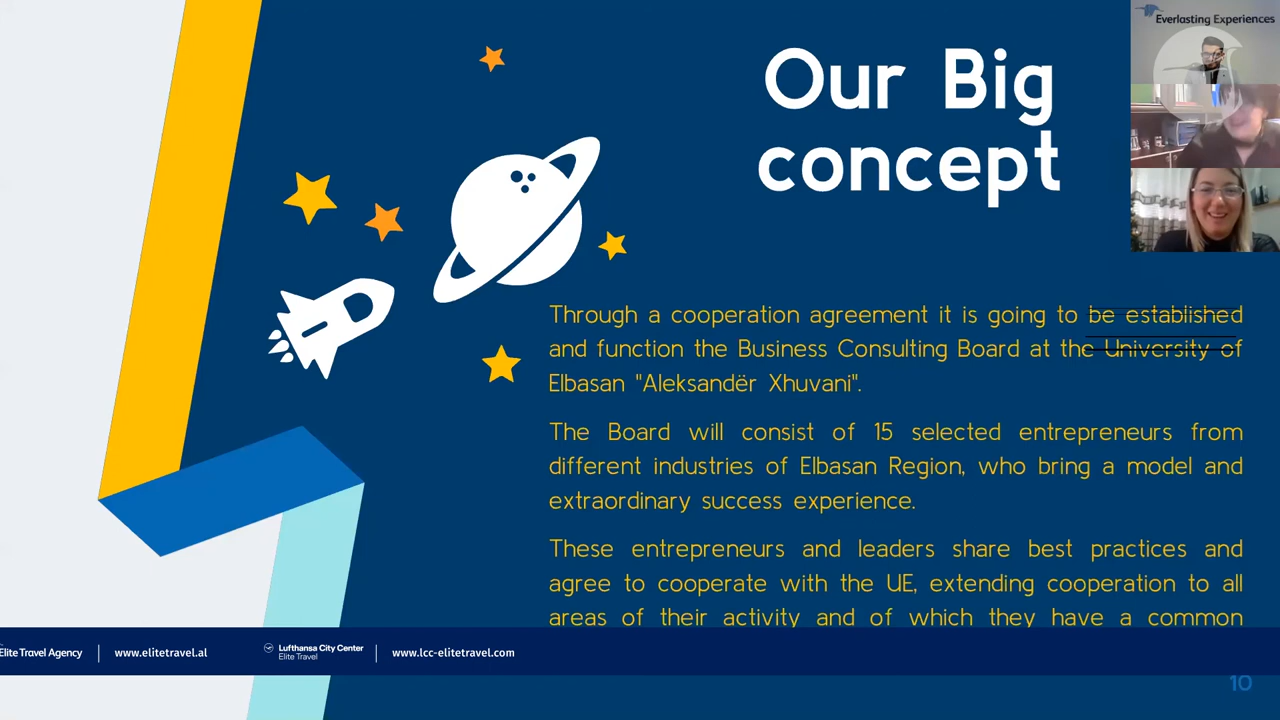 Our Big
concept
Everlasting Experiences
Through a cooperation agreement it is going to be established
and function the Business Consulting Board at the University of
Elbasan "Aleksandër Xhuvani".
The Board will consist of 15 selected entrepreneurs from
different industries of Elbasan Region, who bring a model and
extraordinary success experience.
These entrepreneurs and leaders share best practices and
agree to cooperate with the UE, extending cooperation to all
areas of their activity and of which they have a common
Elite Travel Agency
www.elitetravel.al
Lufthansa City Center
Elite Travel
www.lcc-elitetravel.com
10